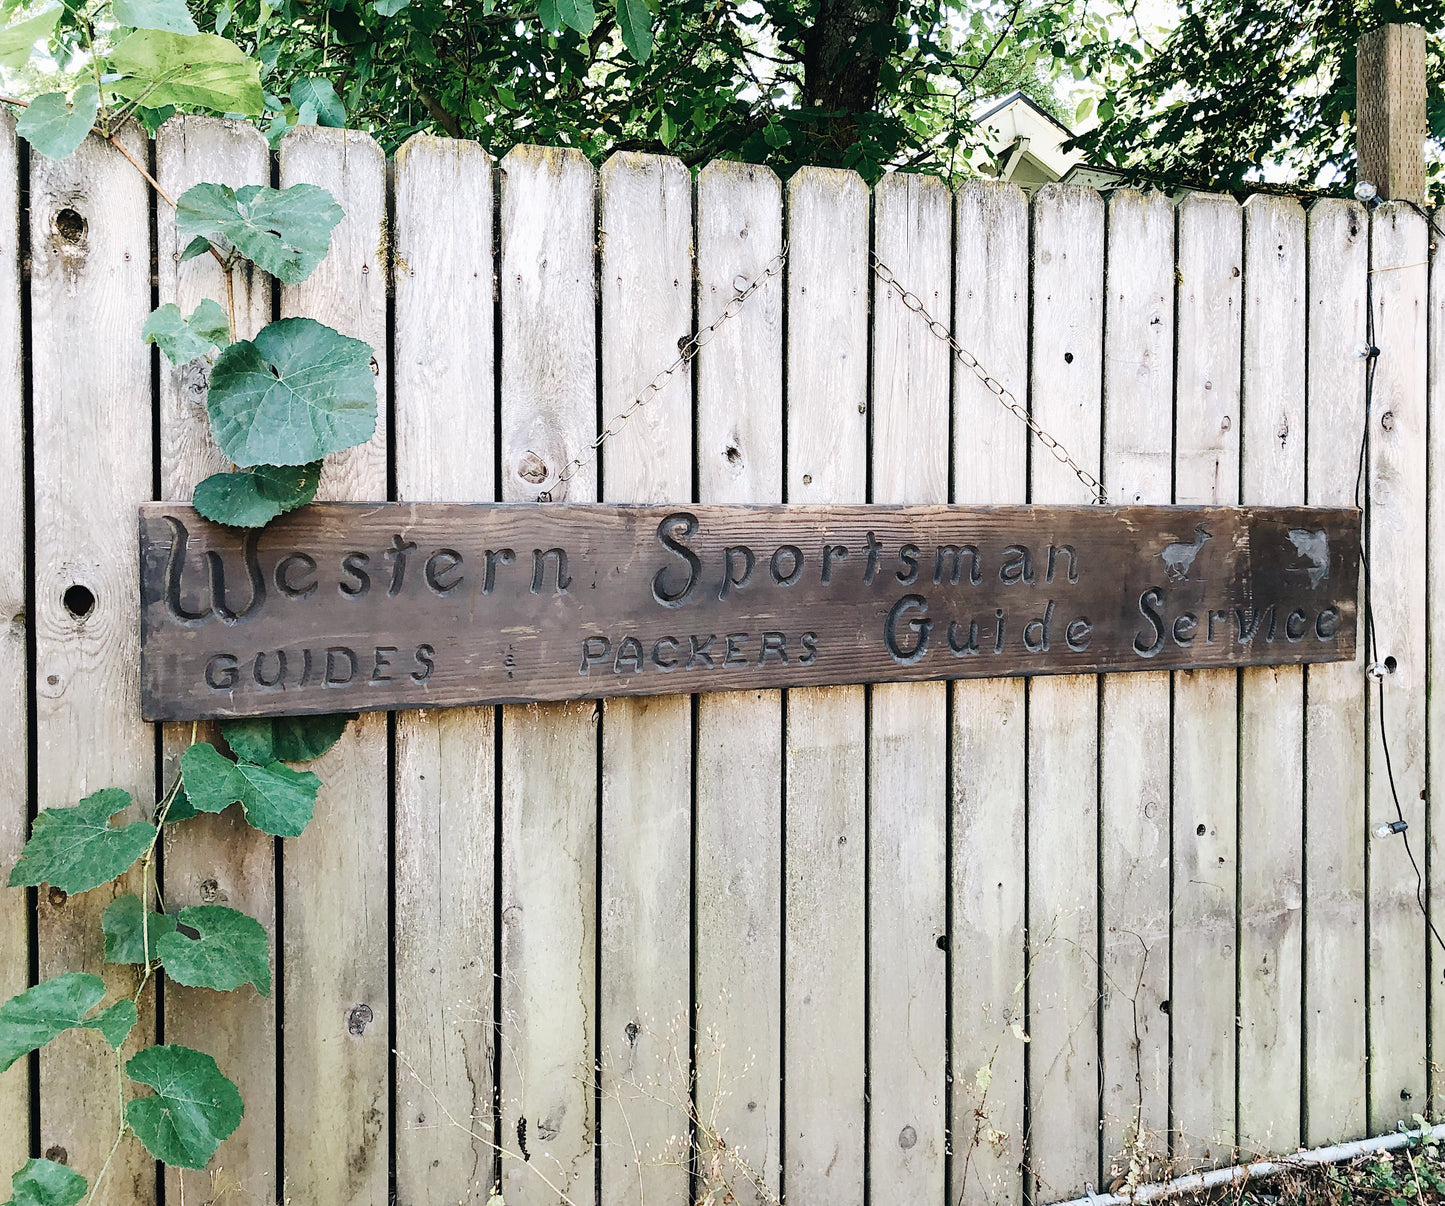 Western Sportsman
Guide Service
GUIDES & PACKERS